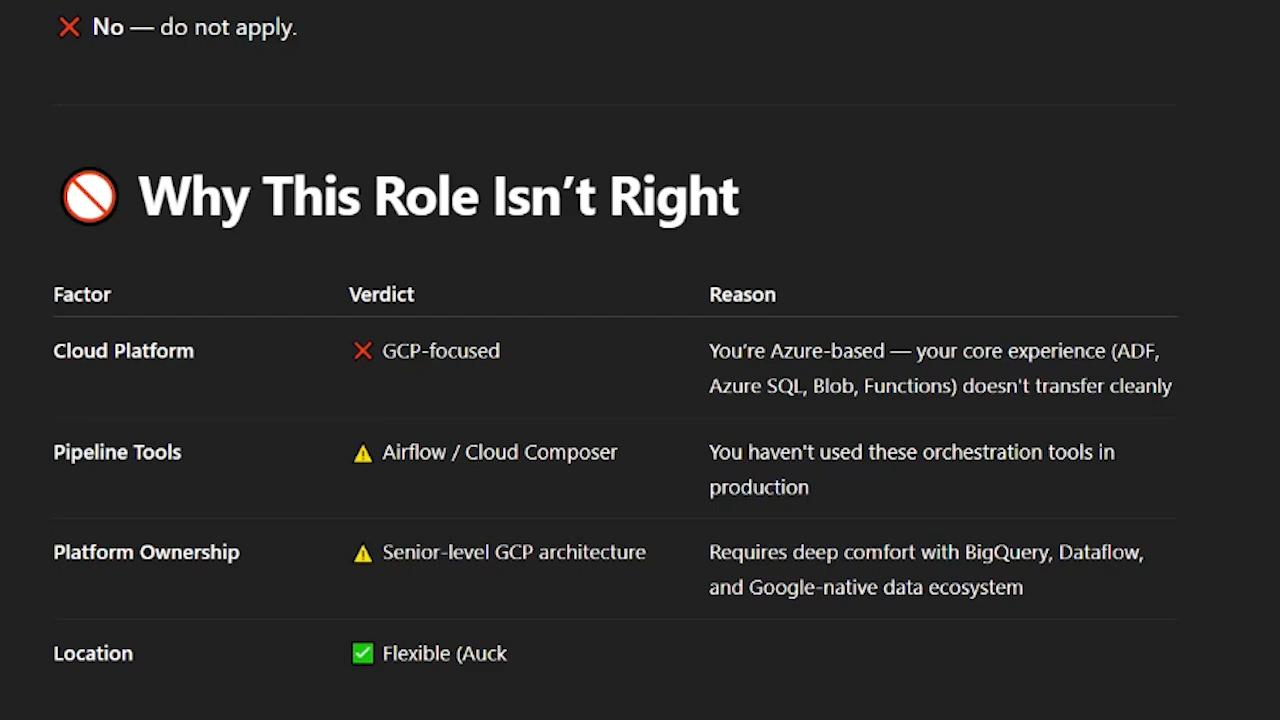 ❌ No — do not apply.
🚫 Why This Role Isn’t Right
Factor Verdict Reason
Cloud Platform ❌ GCP-focused You’re Azure-based — your core experience (ADF,
Azure SQL, Blob, Functions) doesn't transfer cleanly
Pipeline Tools ⚠️ Airflow / Cloud Composer You haven't used these orchestration tools in
production
Platform Ownership ⚠️ Senior-level GCP architecture Requires deep comfort with BigQuery, Dataflow,
and Google-native data ecosystem
Location ✅ Flexible (Auck